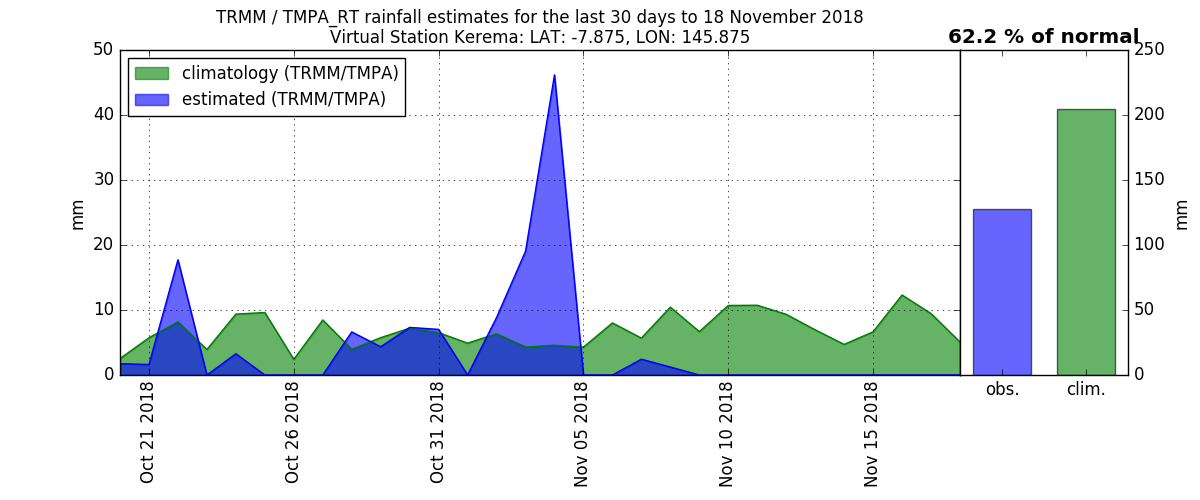 TRMM / TMPA_RT rainfall estimates for the last 30 days to 18 November 2018
Virtual Station Kerema: LAT: -7.875, LON: 145.875
62.2 % of normal
climatology (TRMM/TMPA)
estimated (TRMM/TMPA)
50
40
30
20
10
0
mm
Oct 21 2018
Oct 26 2018
Oct 31 2018
Nov 05 2018
Nov 10 2018
Nov 15 2018
obs.
clim.
250
200
150
100
50
0
mm